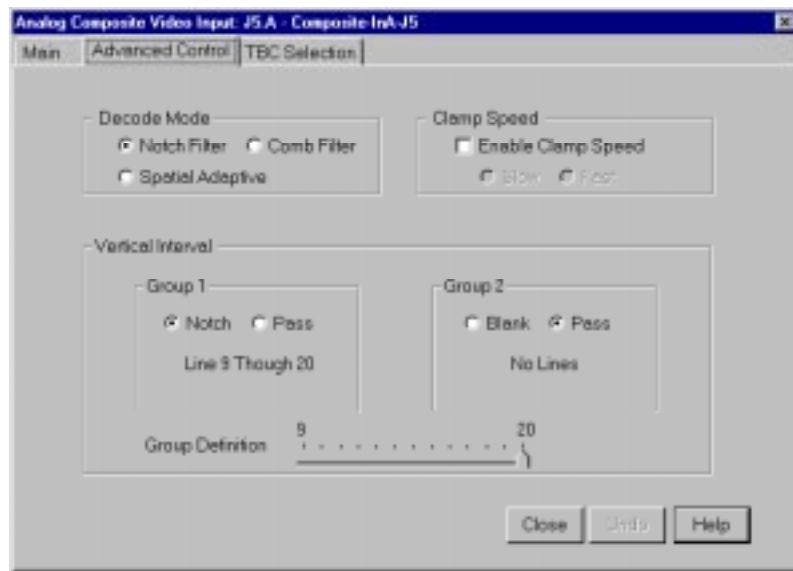 Analog Composite Video Input: J5.A - Composite-InA-J5
Main Advanced Control TBC Selection
Decode Mode
Notch Filter Comb Filter
Spatial Adaptive
Clamp Speed
Enable Clamp Speed
Slow Fast
Vertical Interval
Group 1
Notch Pass
Line 9 Though 20
Group 2
Blank Pass
No Lines
Group Definition 9 20
Close Undo Help